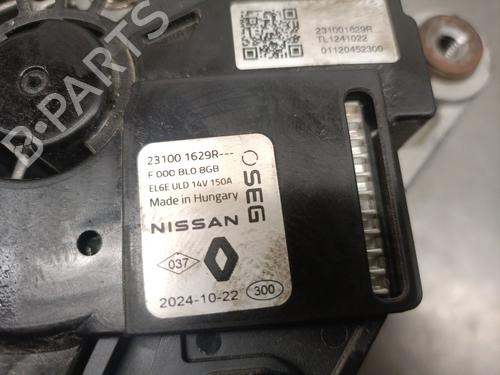 231001629R
TL1241022
01120452300
B-PARTS
23100 1629R---
F 000 BL0 8GB
EL6E ULD 14V 150A
Made in Hungary
SEG
NISSAN
037
2024-10-22
300